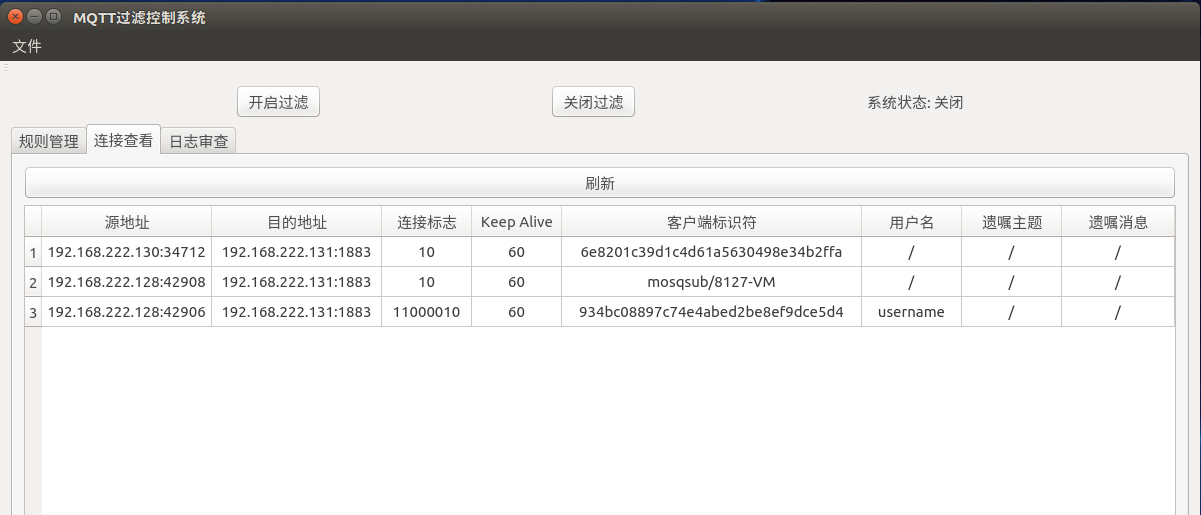 MQTT过滤控制系统
文件
开启过滤 关闭过滤 系统状态: 关闭
规则管理 连接查看 日志审查
刷新
源地址 目的地址 连接标志 Keep Alive 客户端标识符 用户名 遗嘱主题 遗嘱消息
1 192.168.222.130:34712 192.168.222.131:1883 10 60 6e8201c39d1c4d61a5630498e34b2ffa / / /
2 192.168.222.128:42908 192.168.222.131:1883 10 60 mosqsub/8127-VM / / /
3 192.168.222.128:42906 192.168.222.131:1883 11000010 60 934bc08897c74e4abed2be8ef9dce5d4 username / /